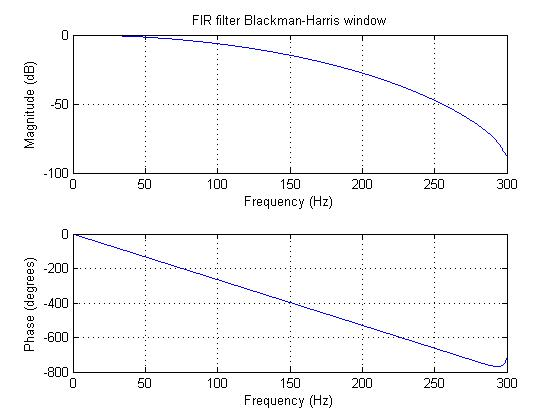 FIR filter Blackman-Harris window
0
-50
-100
Magnitude (dB)
0 50 100 150 200 250 300
Frequency (Hz)
0
-200
-400
-600
-800
Phase (degrees)
0 50 100 150 200 250 300
Frequency (Hz)